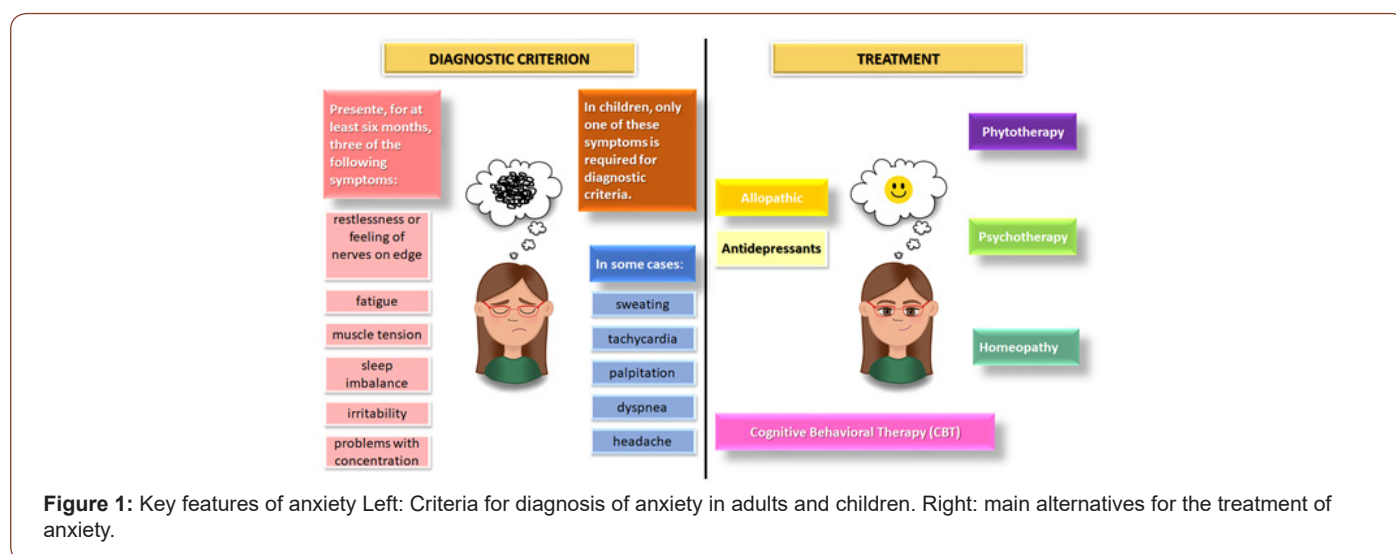 DIAGNOSTIC CRITERION
Presente, for at
least six months,
three of the
following
symptoms:
restlessness or
feeling of
nerves on edge
fatigue
muscle tension
sleep
imbalance
irritability
problems with
concentration
In children, only
one of these
symptoms is
required for
diagnostic
criteria.
In some cases:
sweating
tachycardia
palpitation
dyspnea
headache
TREATMENT
Allopathic
Antidepressants
Phytotherapy
Psychotherapy
Homeopathy
Cognitive Behavioral Therapy (CBT)
Figure 1: Key features of anxiety Left: Criteria for diagnosis of anxiety in adults and children. Right: main alternatives for the treatment of
anxiety.